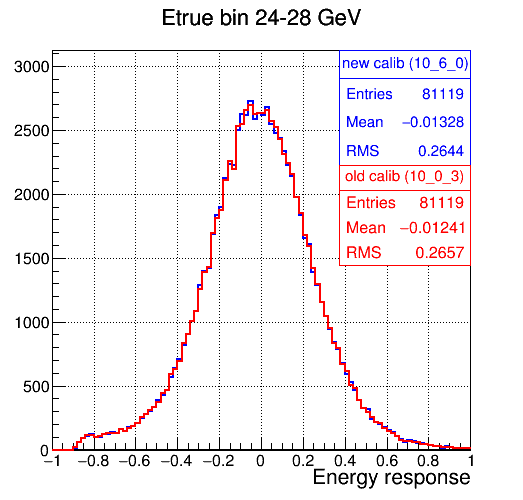 Etrue bin 24-28 GeV
new calib (10_6_0)
Entries 81119
Mean −0.01328
RMS 0.2644
old calib (10_0_3)
Entries 81119
Mean −0.01241
RMS 0.2657
3000
2500
2000
1500
1000
500
0
−1 −0.8 −0.6 −0.4 −0.2 0 0.2 0.4 0.6 0.8 1
Energy response